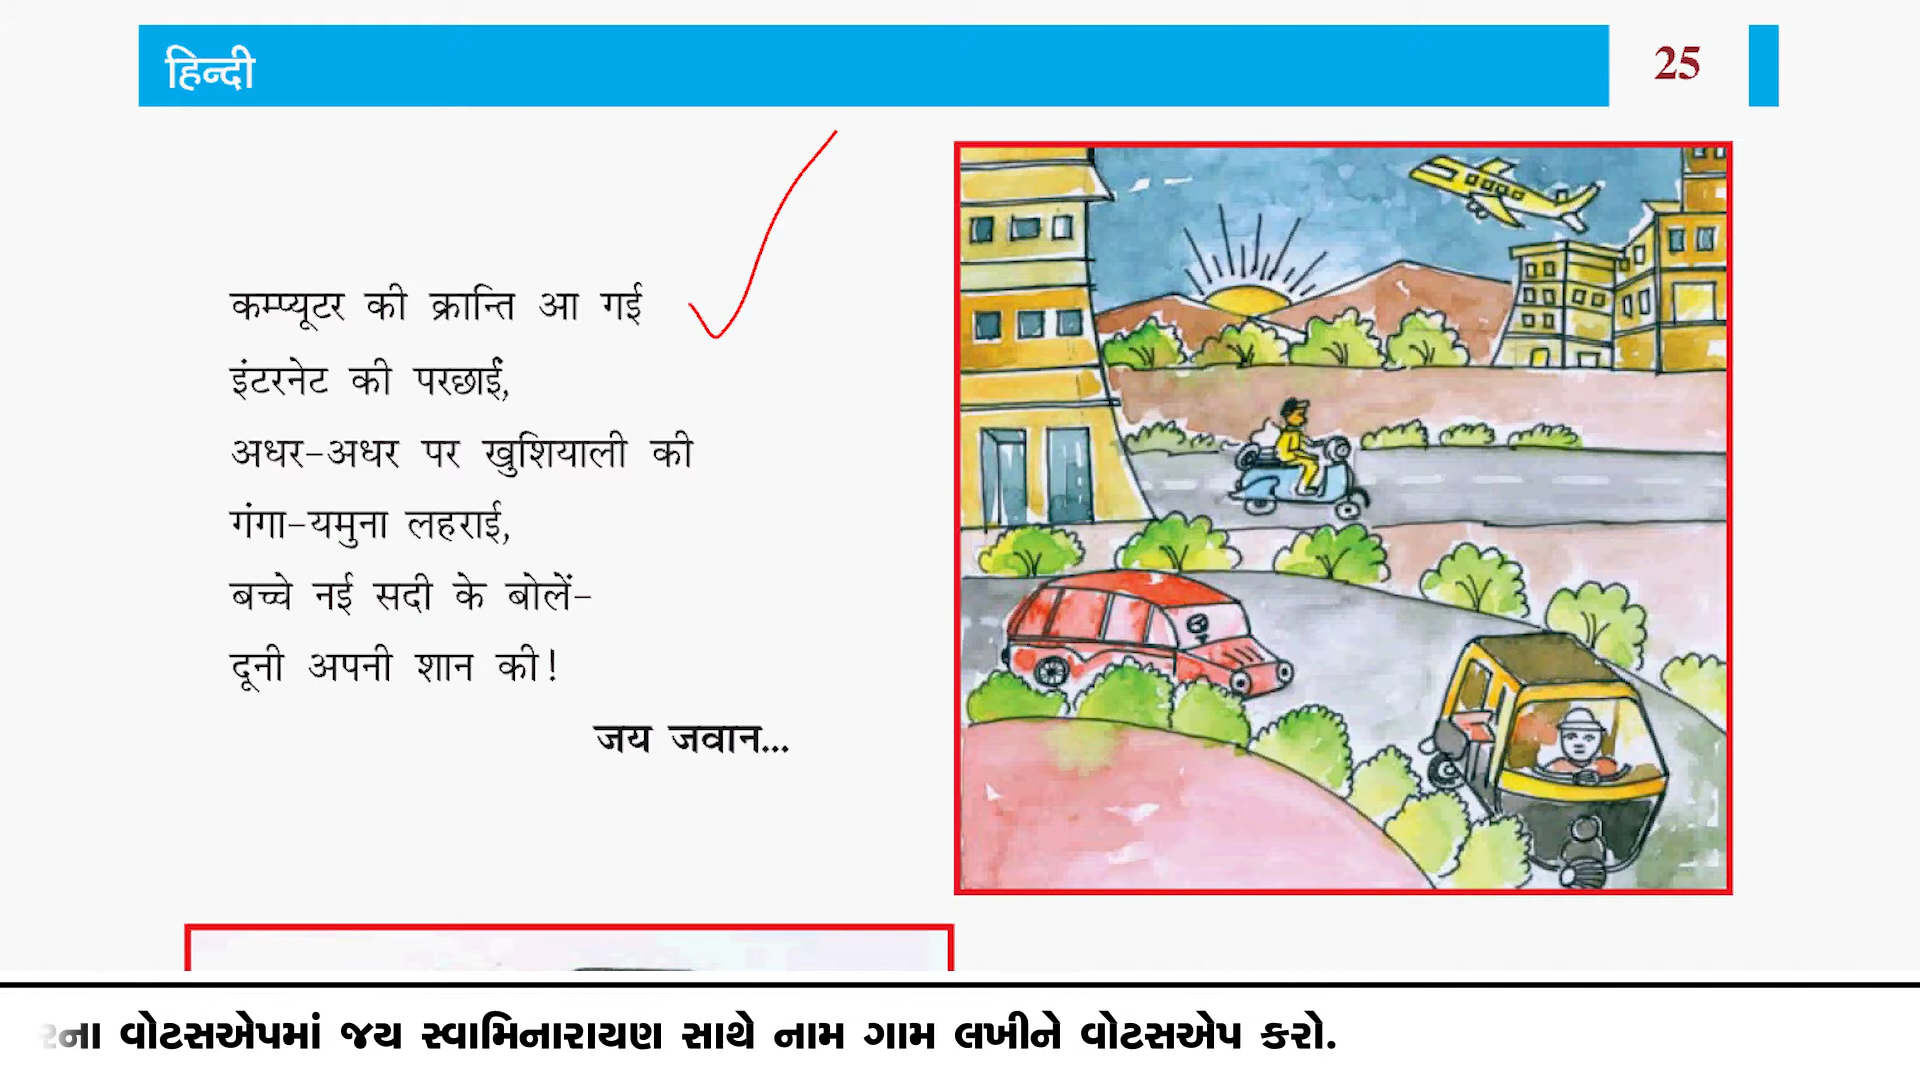 हिन्दी
25
कम्प्यूटर की क्रान्ति आ गई
इंटरनेट की परछाईं,
अधर-अधर पर खुशियाली की
गंगा-यमुना लहराई,
बच्चे नई सदी के बोलें-
दूनी अपनी शान की!
जय जवान...
વોટસએપમાં જય સ્વામિનારાયણ સાથે નામ ગામ લખીને વોટસએપ કરો.